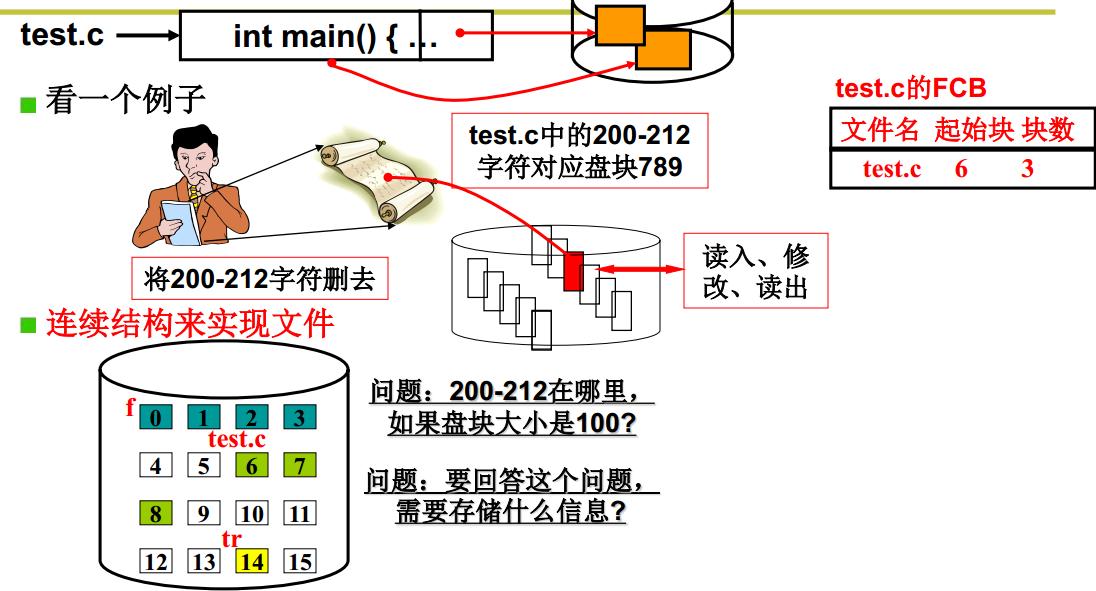 test.c
int main() { …
看一个例子
test.c的FCB
文件名 起始块 块数
test.c 6 3
test.c中的200-212
字符对应盘块789
读入、修
改、读出
将200-212字符删去
连续结构来实现文件
f
0 1 2 3
test.c
4 5 6 7
8 9 10 11
tr
12 13 14 15
问题：200-212在哪里，
如果盘块大小是100?
问题：要回答这个问题，
需要存储什么信息?